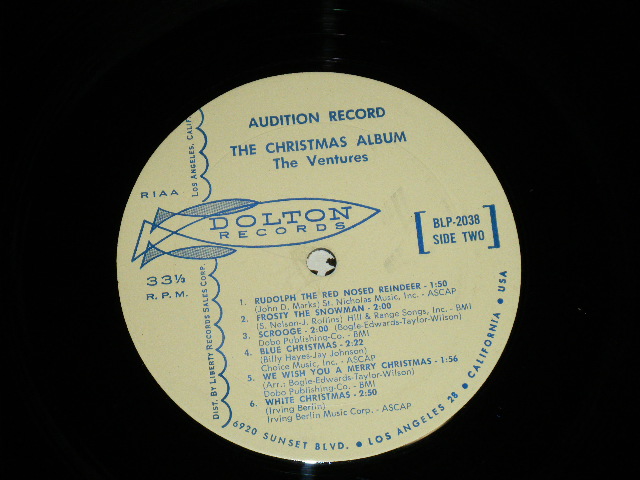 AUDITION RECORD
THE CHRISTMAS ALBUM
The Ventures
RIAA
DOLTON
RECORDS
BLP-2038
SIDE TWO
33⅓
R.P.M.
1. RUDOLPH THE RED NOSED REINDEER - 1:50
(John D. Marks) St. Nicholas Music, Inc. - ASCAP
2. FROSTY THE SNOWMAN - 2:00
(S. Nelson-J. Rollins) Hill & Range Songs, Inc. - BMI
3. SCROOGE - 2:00 (Bogle-Edwards-Taylor-Wilson)
Dobo Publishing-Co. - BMI
4. BLUE CHRISTMAS - 2:22
(Billy Hayes-Jay Johnson)
Choice Music, Inc. - ASCAP
5. WE WISH YOU A MERRY CHRISTMAS - 1:56
(Arr.: Bogle-Edwards-Taylor-Wilson)
Dobo Publishing-Co. - BMI
6. WHITE CHRISTMAS - 2:50
(Irving Berlin)
Irving Berlin Music Corp. - ASCAP
DIST. BY LIBERTY RECORDS SALES CORP.
LOS ANGELES, CALIF.
6920 SUNSET BLVD. • LOS ANGELES 28 • CALIFORNIA • USA